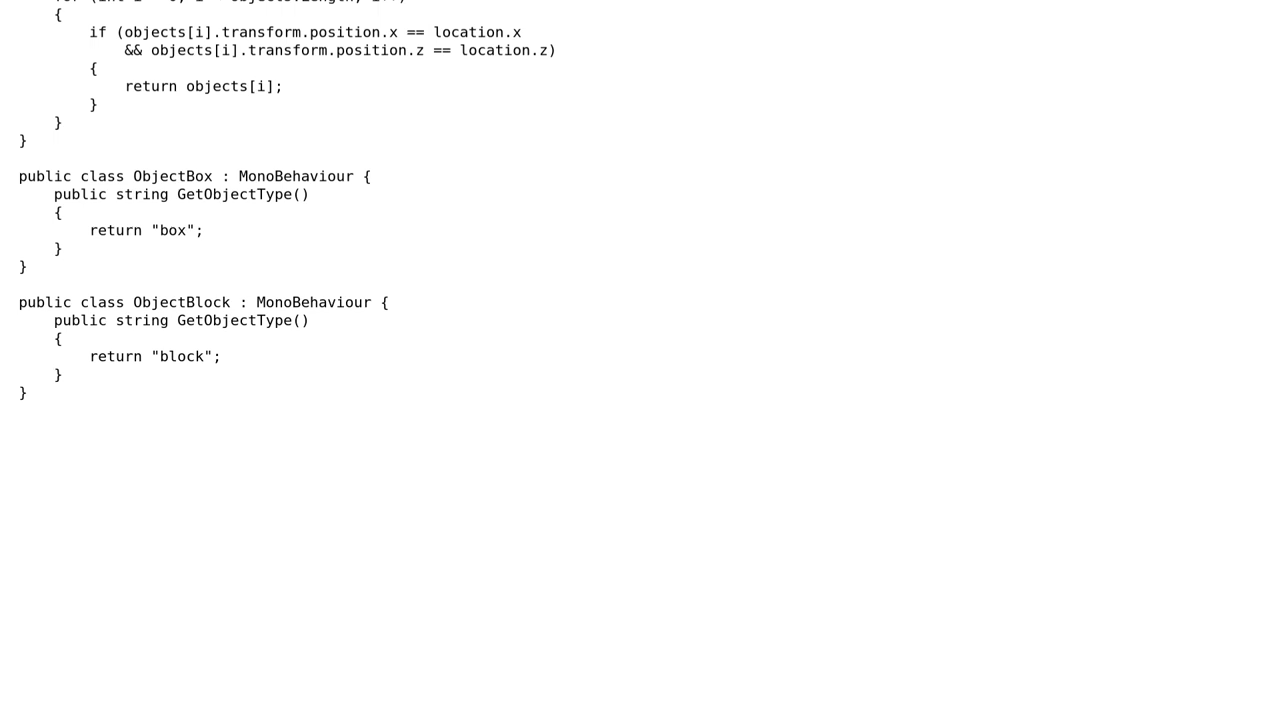 {
        if (objects[i].transform.position.x == location.x
            && objects[i].transform.position.z == location.z)
        {
            return objects[i];
        }
    }
}

public class ObjectBox : MonoBehaviour {
    public string GetObjectType()
    {
        return "box";
    }
}

public class ObjectBlock : MonoBehaviour {
    public string GetObjectType()
    {
        return "block";
    }
}